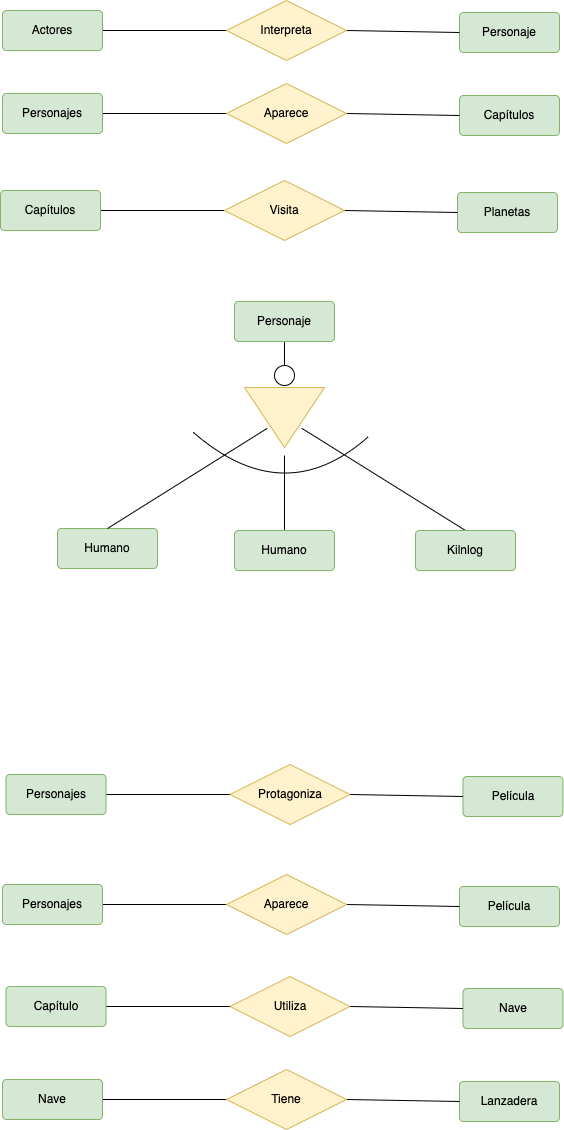 Actores
Interpreta
Personaje
Personajes
Aparece
Capítulos
Capítulos
Visita
Planetas
Personaje
Humano
Humano
Kilnlog
Personajes
Protagoniza
Película
Personajes
Aparece
Película
Capítulo
Utiliza
Nave
Nave
Tiene
Lanzadera